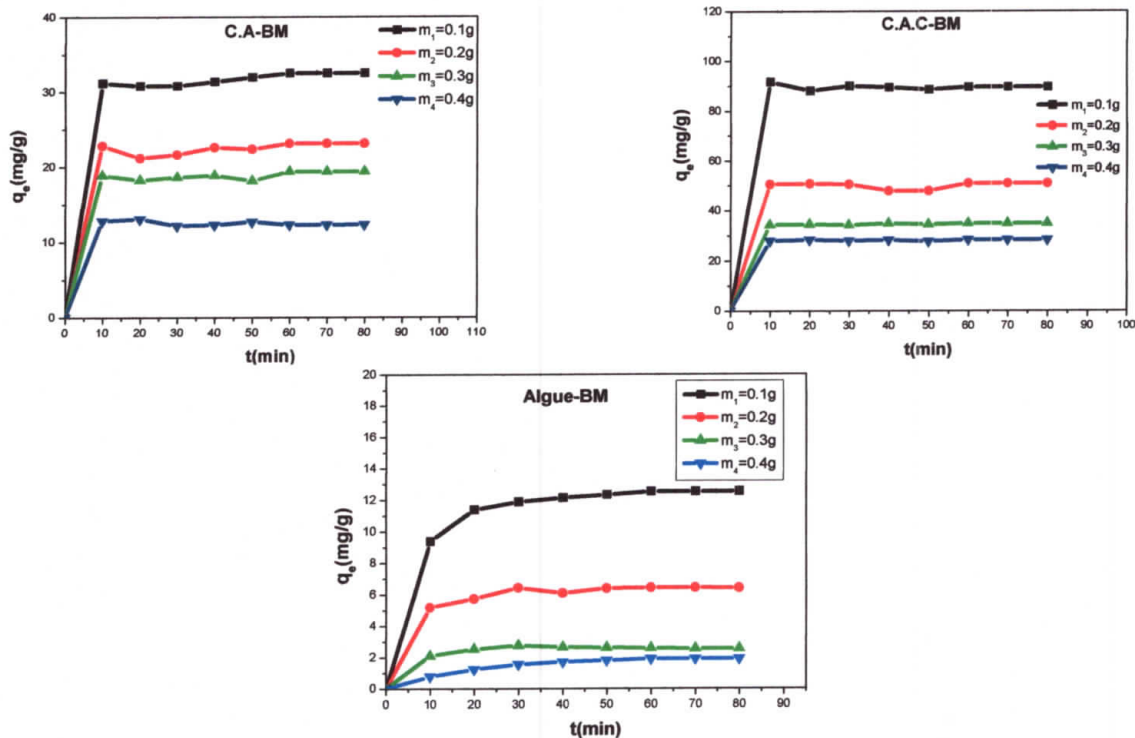 C.A-BM
m₁=0.1g
m₂=0.2g
m₃=0.3g
m₄=0.4g
40
30
20
10
0
qₑ(mg/g)
0 10 20 30 40 50 60 70 80 90 100 110
t(min)
C.A.C-BM
m₁=0.1g
m₂=0.2g
m₃=0.3g
m₄=0.4g
120
100
80
60
40
20
0
qₑ(mg/g)
0 10 20 30 40 50 60 70 80 90 100
t(min)
Algue-BM
m₁=0.1g
m₂=0.2g
m₃=0.3g
m₄=0.4g
20
18
16
14
12
10
8
6
4
2
0
qₑ(mg/g)
0 10 20 30 40 50 60 70 80 90
t(min)